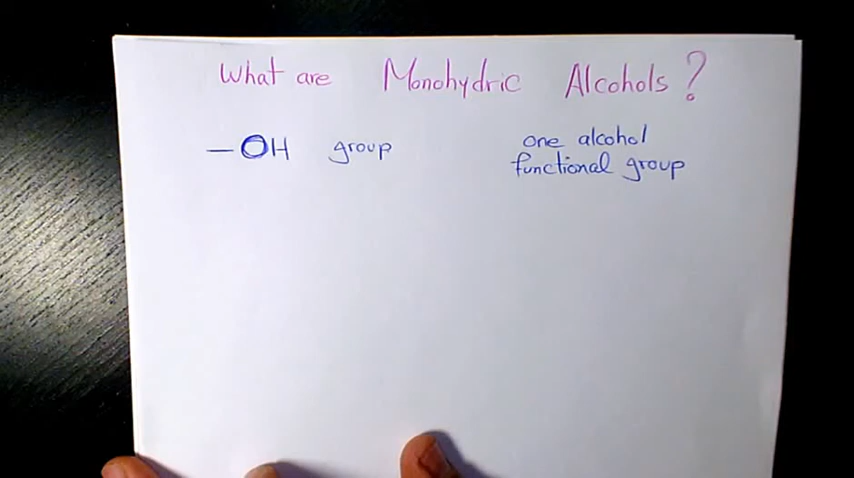 What are Monohydric Alcohols?
—OH group
one alcohol
functional group